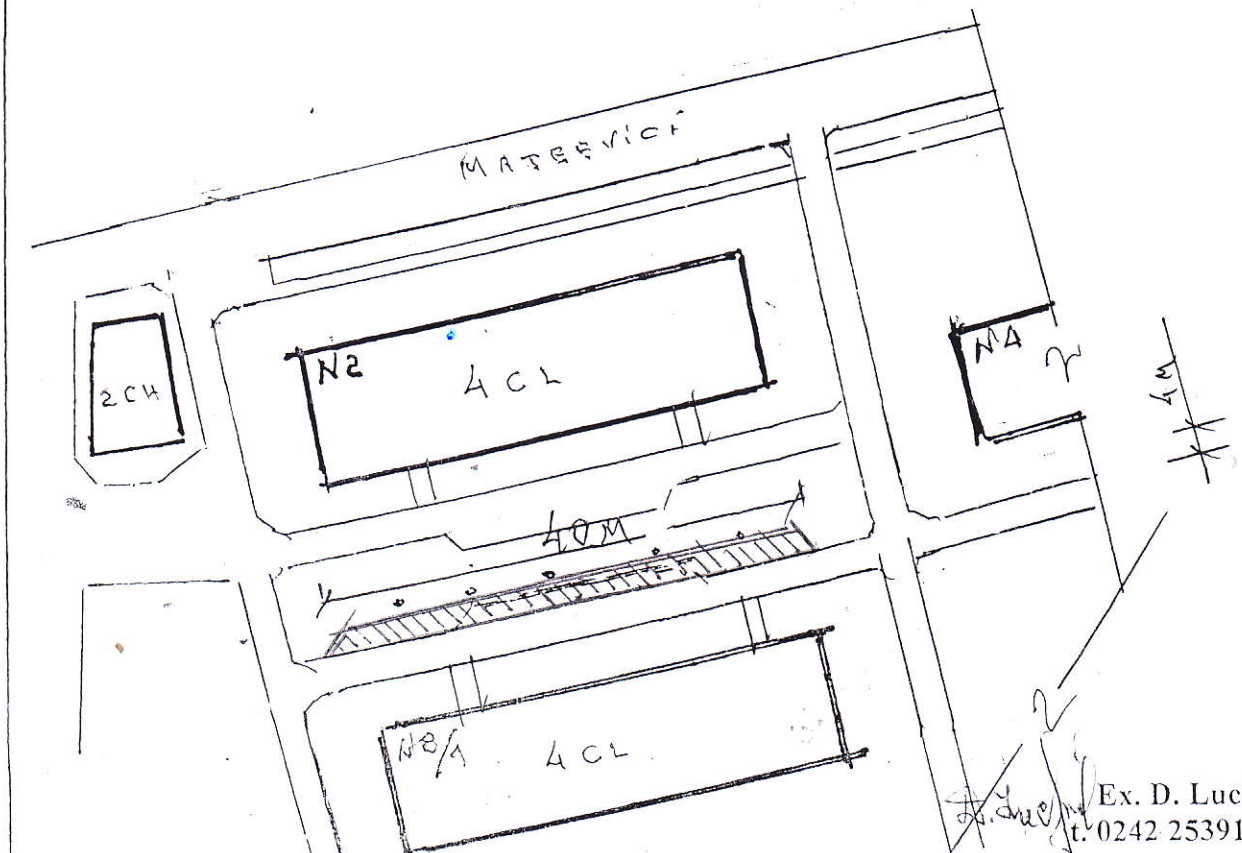 MATEEVICI
N2
4 CL
2 CH
N4
4M
40M
N8/1
4 CL
Ex. D. Luc
t. 0242 25391